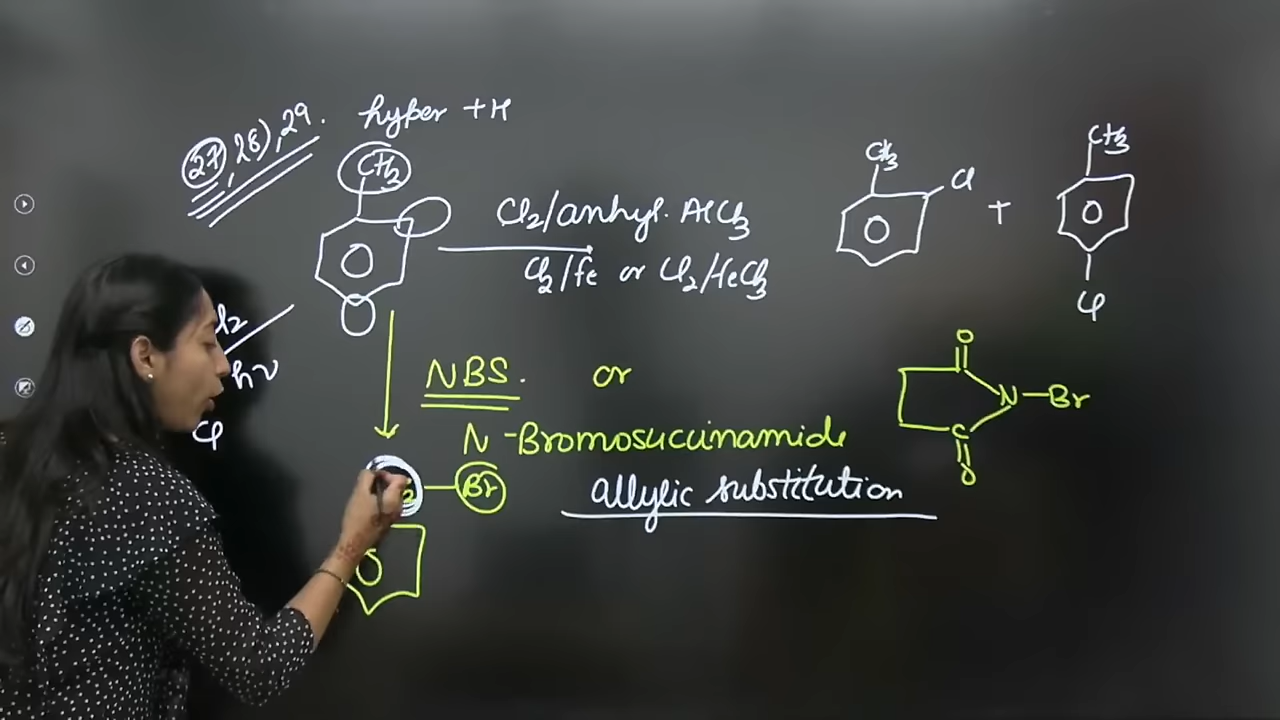 27, 28), 29.
hyper +H
CH3
Cl2/anhyl. AlCl3
Cl2/Fe or Cl2/FeCl3
CH3
Cl
+
CH3
Cl
hν
Cl
NBS. or
N-Bromosuccinamide
Br
allylic substitution
O
N-Br
C
O